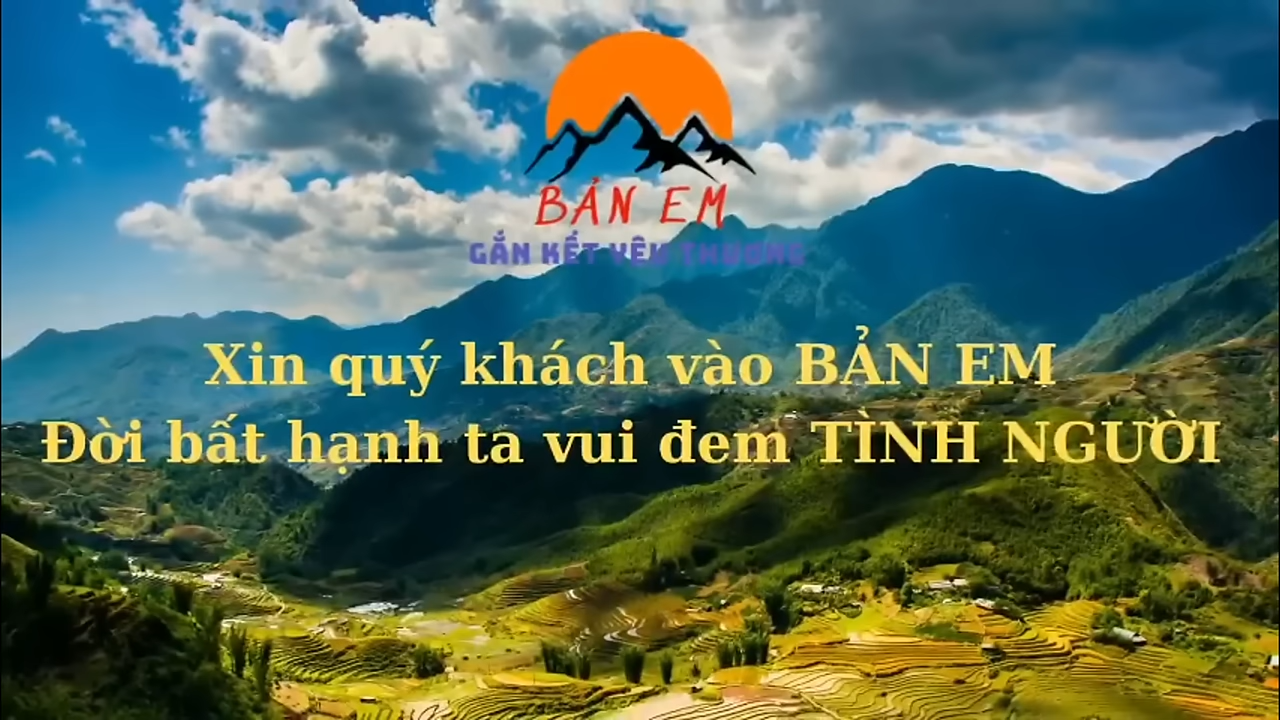 BẢN EM
GẮN KẾT YÊU THƯƠNG
Xin quý khách vào BẢN EM
Đời bất hạnh ta vui đem TÌNH NGƯỜI